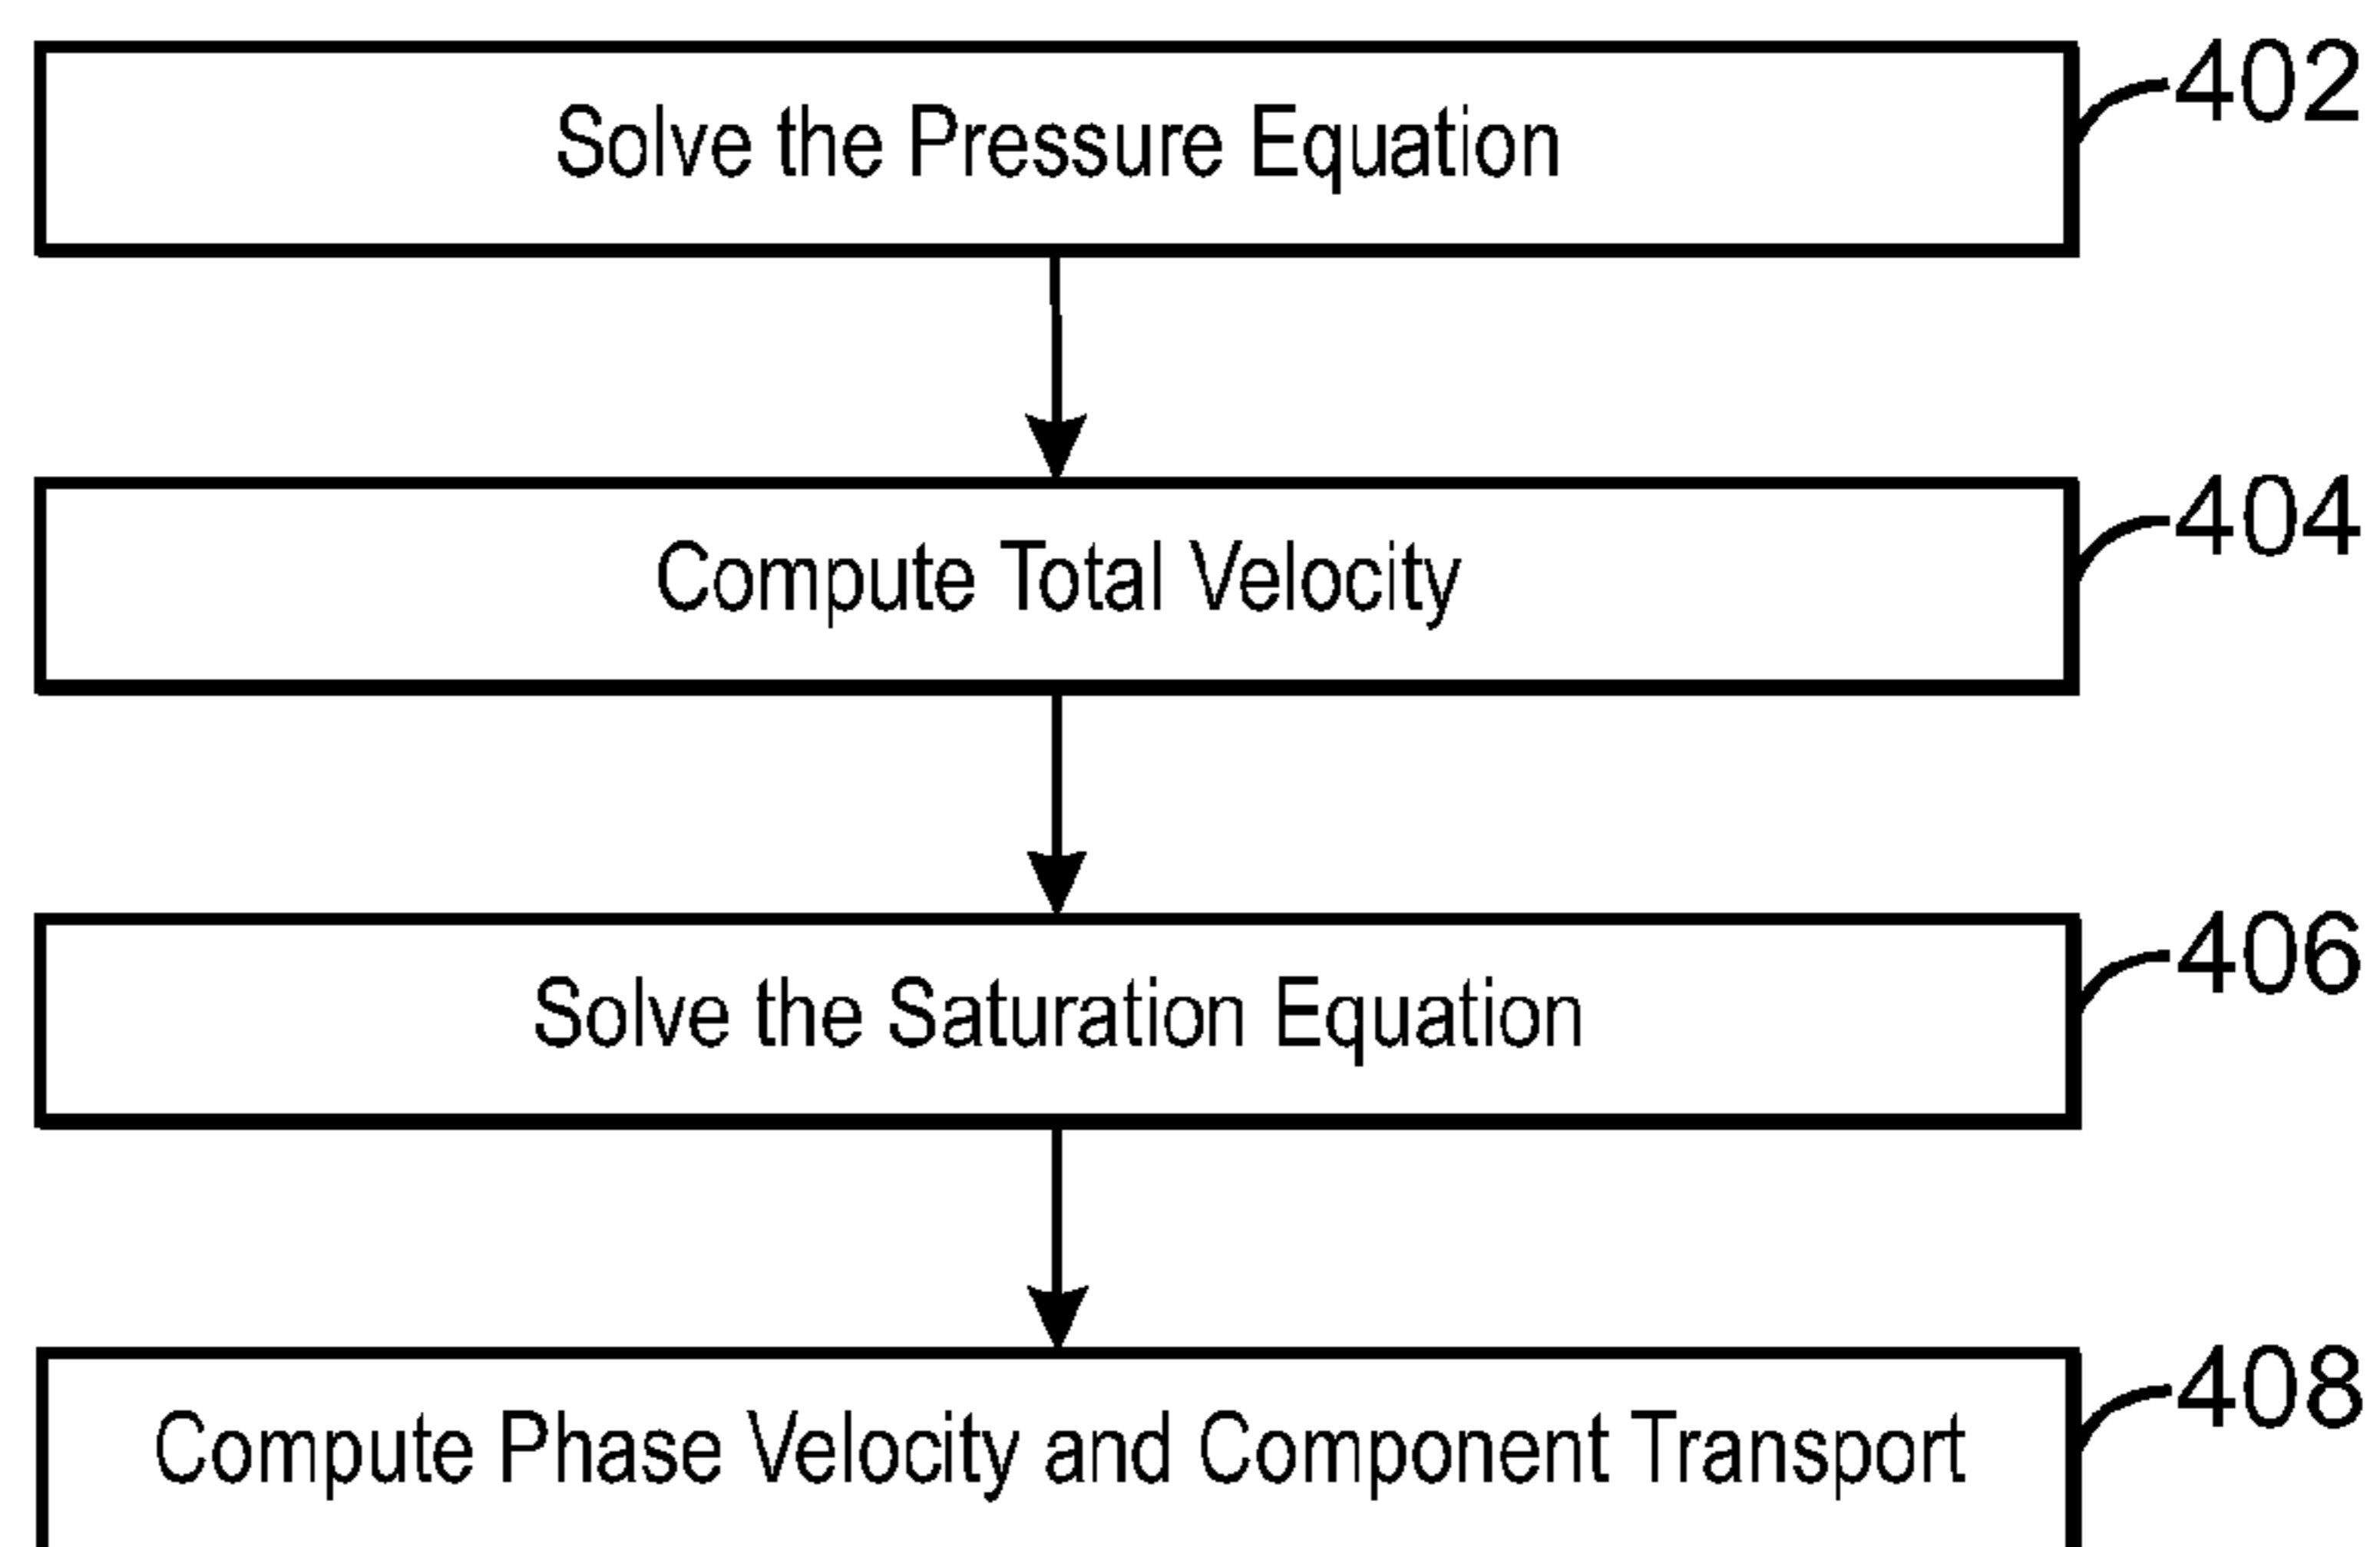 Solve the Pressure Equation
402
Compute Total Velocity
404
Solve the Saturation Equation
406
Compute Phase Velocity and Component Transport
408